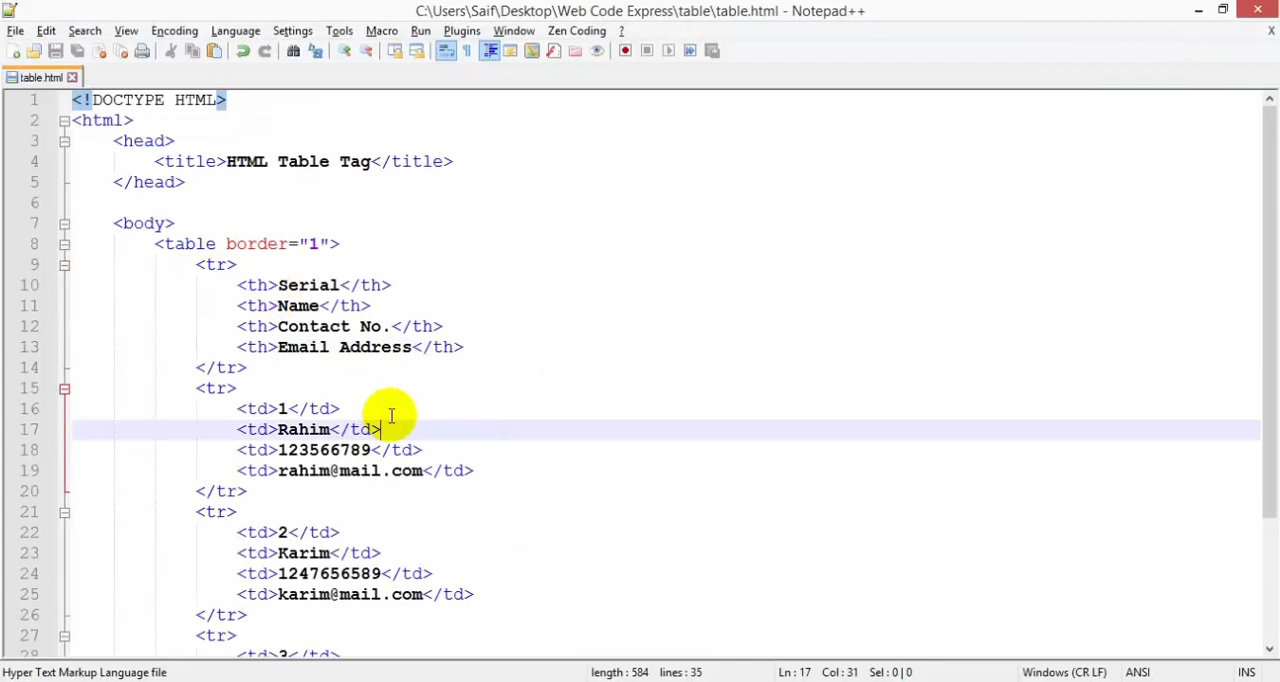 C:\Users\Saif\Desktop\Web Code Express\table\table.html - Notepad++
File Edit Search View Encoding Language Settings Tools Macro Run Plugins Window Zen Coding ? X
table.html
1 <!DOCTYPE HTML>
2 <html>
3 <head>
4 <title>HTML Table Tag</title>
5 </head>
6
7 <body>
8 <table border="1">
9 <tr>
10 <th>Serial</th>
11 <th>Name</th>
12 <th>Contact No.</th>
13 <th>Email Address</th>
14 </tr>
15 <tr>
16 <td>1</td>
17 <td>Rahim</td>
18 <td>123566789</td>
19 <td>rahim@mail.com</td>
20 </tr>
21 <tr>
22 <td>2</td>
23 <td>Karim</td>
24 <td>1247656589</td>
25 <td>karim@mail.com</td>
26 </tr>
27 <tr>
28 <td>3</td>
Hyper Text Markup Language file length : 584 lines : 35 Ln : 17 Col : 31 Sel : 0 | 0 Windows (CR LF) ANSI INS